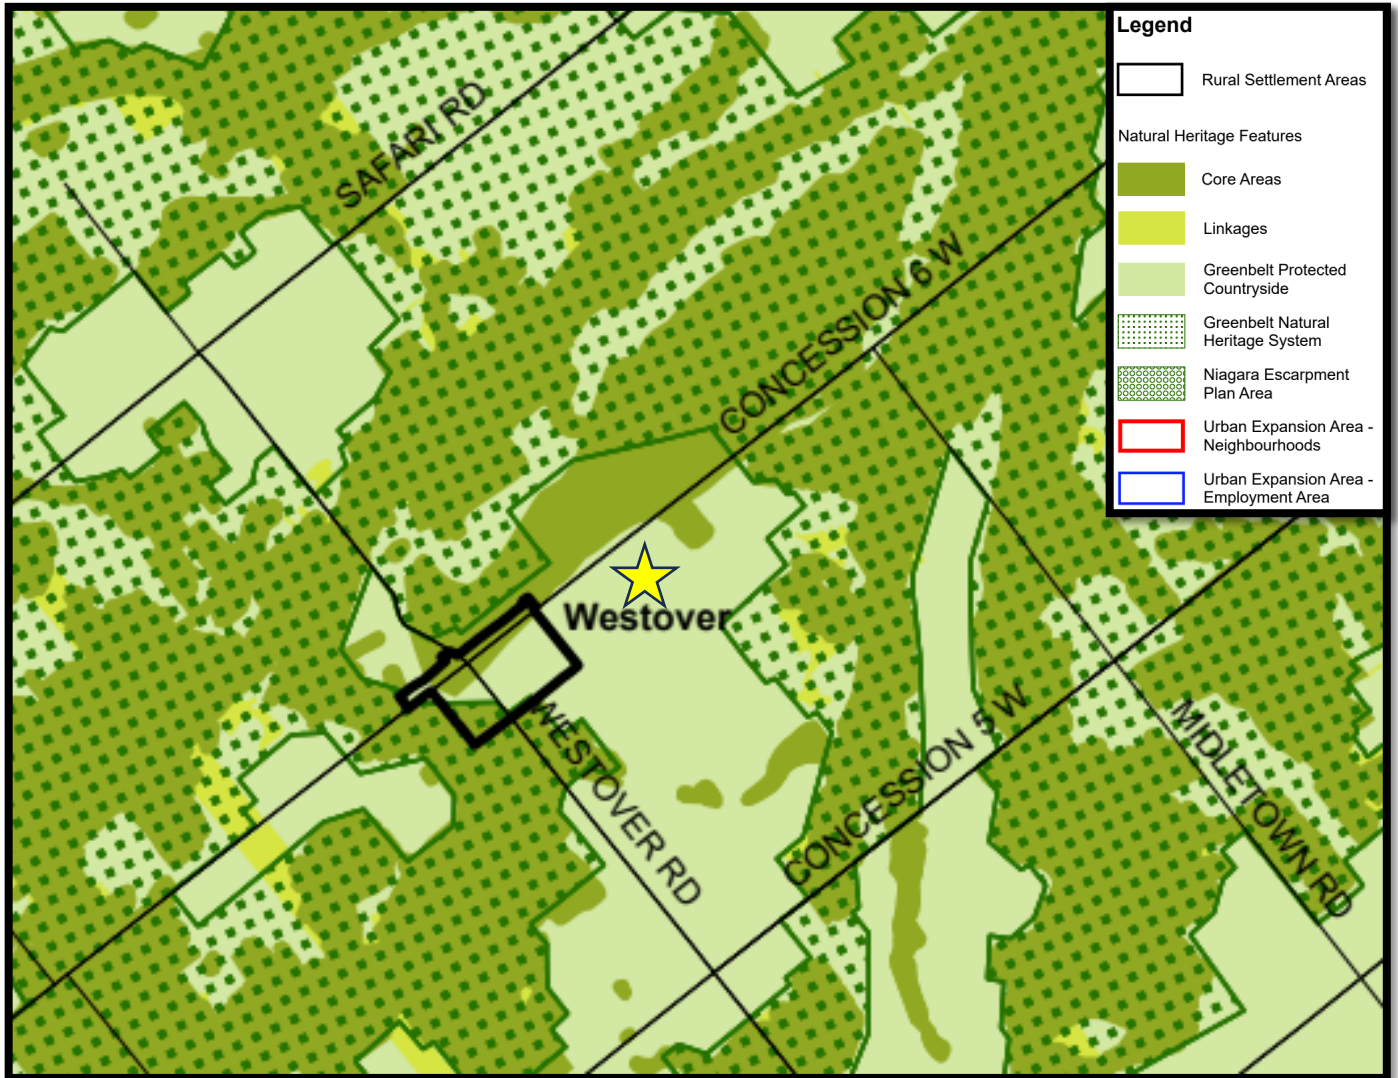 Legend
Rural Settlement Areas
Natural Heritage Features
Core Areas
Linkages
Greenbelt Protected
Countryside
Greenbelt Natural
Heritage System
Niagara Escarpment
Plan Area
Urban Expansion Area -
Neighbourhoods
Urban Expansion Area -
Employment Area
SAFARI RD
CONCESSION 6 W
Westover
WESTOVER RD
CONCESSION 5 W
MIDLETOWN RD